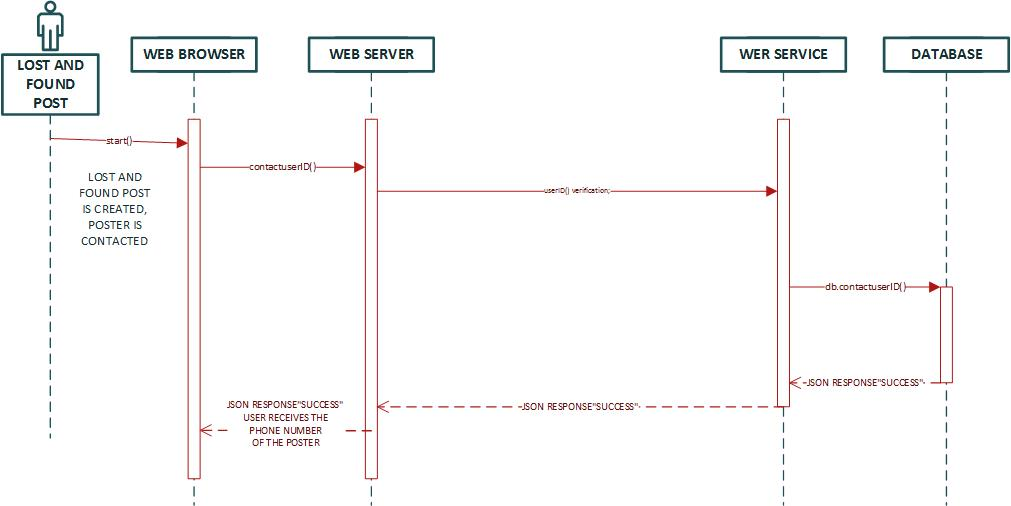 LOST AND
FOUND
POST
WEB BROWSER
WEB SERVER
WER SERVICE
DATABASE
start()
contactuserID()
userID() verification;
LOST AND
FOUND POST
IS CREATED,
POSTER IS
CONTACTED
db.contactuserID()
JSON RESPONSE"SUCCESS"
JSON RESPONSE"SUCCESS"
JSON RESPONSE"SUCCESS"
USER RECEIVES THE
PHONE NUMBER
OF THE POSTER